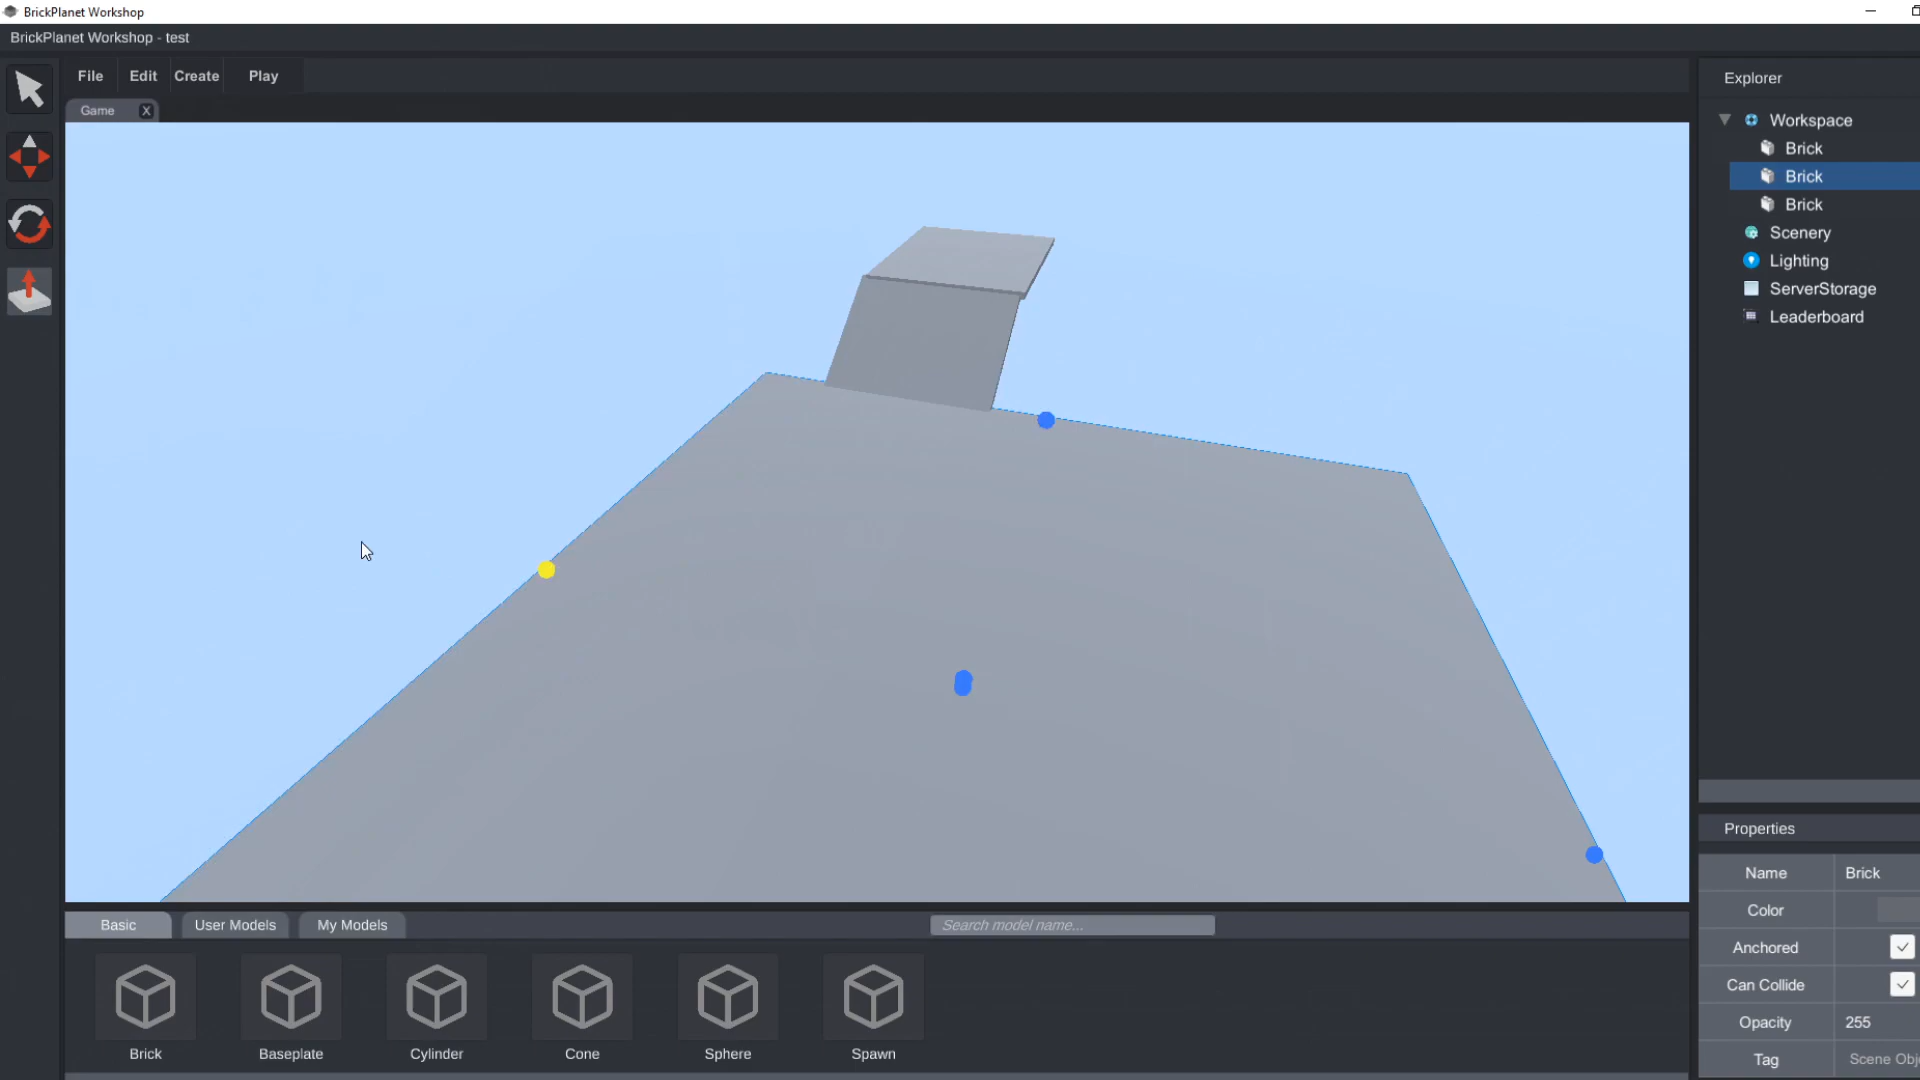 BrickPlanet Workshop
BrickPlanet Workshop - test
File Edit Create Play
Game X
Explorer
Workspace
Brick
Brick
Brick
Scenery
Lighting
ServerStorage
Leaderboard
Properties
Name Brick
Color
Anchored
Can Collide
Opacity 255
Tag Scene Obj
Basic User Models My Models Search model name...
Brick Baseplate Cylinder Cone Sphere Spawn